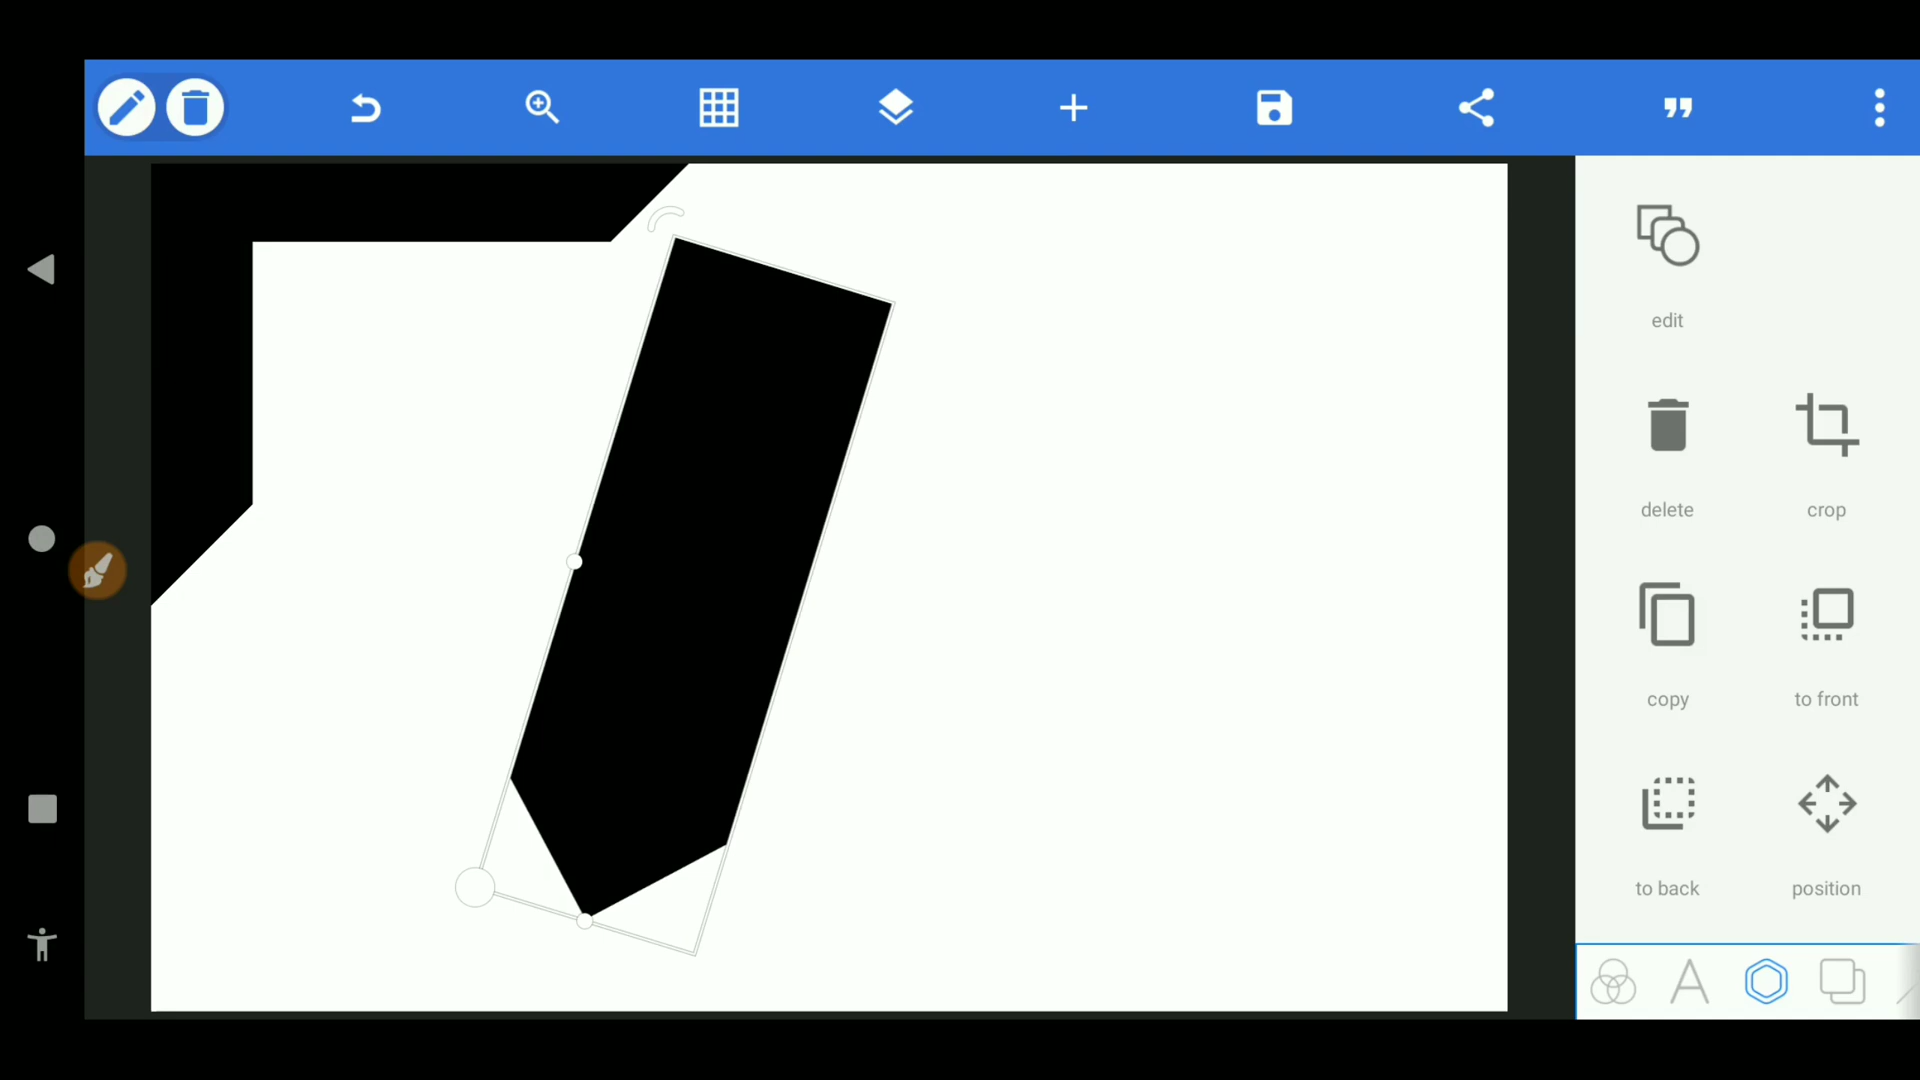 edit
delete
crop
copy
to front
to back
position